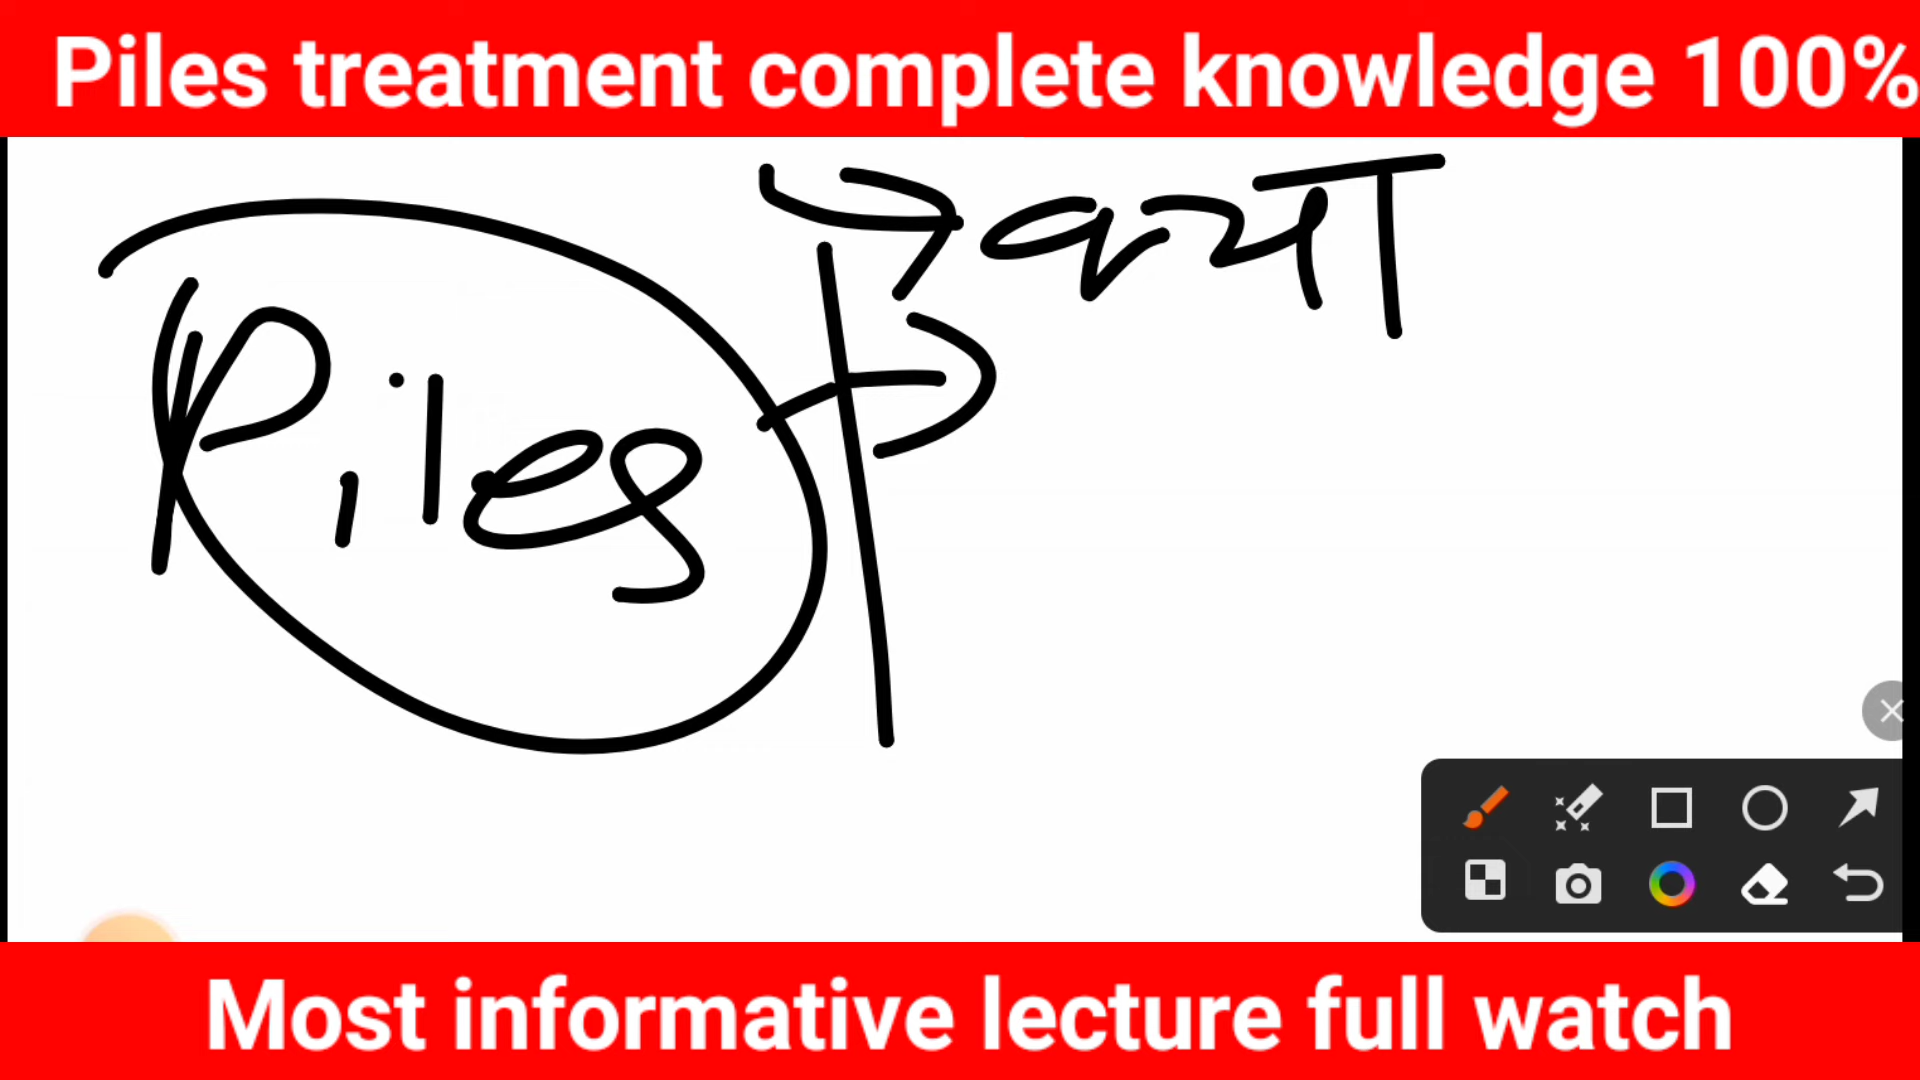 Piles treatment complete knowledge 100%
क्या
Piles
Most informative lecture full watch